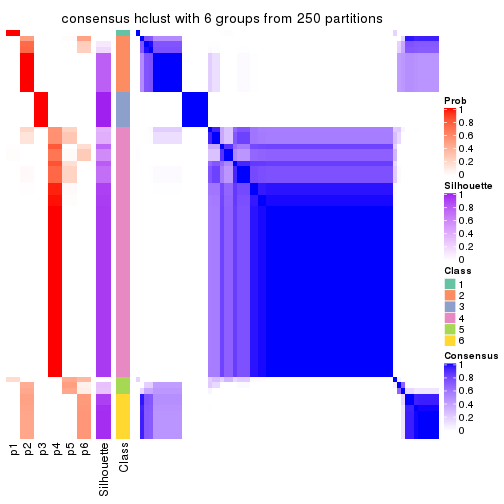 consensus hclust with 6 groups from 250 partitions
Prob
1
0.8
0.6
0.4
0.2
0
Silhouette
1
0.8
0.6
0.4
0.2
0
Class
1
2
3
4
5
6
Consensus
1
0.8
0.6
0.4
0.2
0
p1
p2
p3
p4
p5
p6
Silhouette
Class